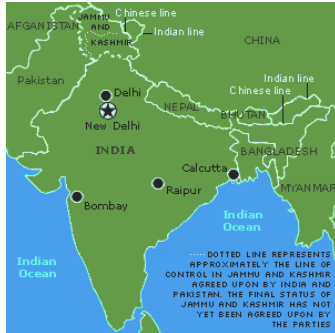 JAMMU
AND
KASHMIR
Chinese line
Indian line
AFGANISTAN
CHINA
Pakistan
Delhi
New Delhi
NEPAL
Indian line
Chinese line
BHUTAN
INDIA
BANGLADESH
Calcutta
Raipur
MYANMAR
Bombay
Indian
Ocean
Indian
Ocean
..... DOTTED LINE REPRESENTS
APPROXIMATELY THE LINE OF
CONTROL IN JAMMU AND KASHMIR
AGREED UPON BY INDIA AND
PAKISTAN. THE FINAL STATUS OF
JAMMU AND KASHMIR HAS NOT
YET BEEN AGREED UPON BY
THE PARTIES